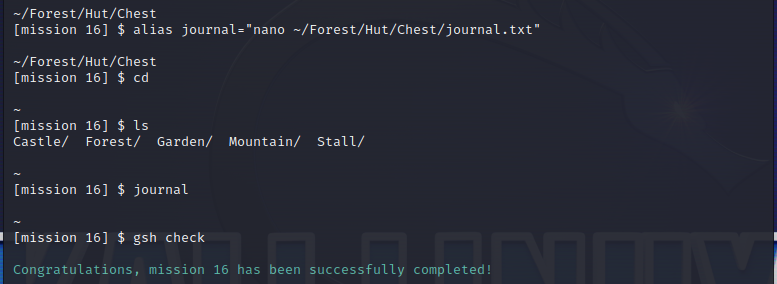 ~/Forest/Hut/Chest
[mission 16] $ alias journal="nano ~/Forest/Hut/Chest/journal.txt"
~/Forest/Hut/Chest
[mission 16] $ cd
~
[mission 16] $ ls
Castle/  Forest/  Garden/  Mountain/  Stall/
~
[mission 16] $ journal
~
[mission 16] $ gsh check
Congratulations, mission 16 has been successfully completed!